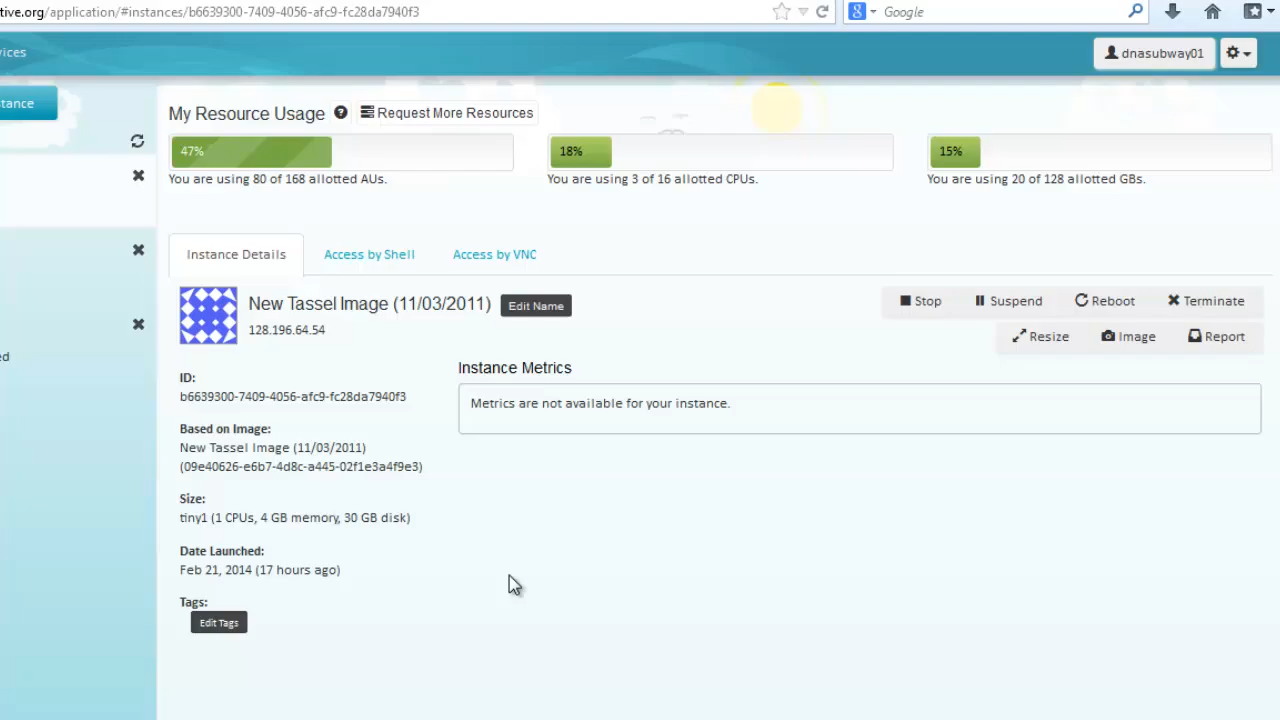 tive.org/application/#instances/b6639300-7409-4056-afc9-fc28da7940f3
Google
vices
dnasubway01
stance
My Resource Usage
Request More Resources
47%
18%
15%
You are using 80 of 168 allotted AUs.
You are using 3 of 16 allotted CPUs.
You are using 20 of 128 allotted GBs.
Instance Details
Access by Shell
Access by VNC
New Tassel Image (11/03/2011)
Edit Name
128.196.64.54
Stop
Suspend
Reboot
Terminate
Resize
Image
Report
ID:
b6639300-7409-4056-afc9-fc28da7940f3
Instance Metrics
Metrics are not available for your instance.
Based on Image:
New Tassel Image (11/03/2011)
(09e40626-e6b7-4d8c-a445-02f1e3a4f9e3)
Size:
tiny1 (1 CPUs, 4 GB memory, 30 GB disk)
Date Launched:
Feb 21, 2014 (17 hours ago)
Tags:
Edit Tags
ed